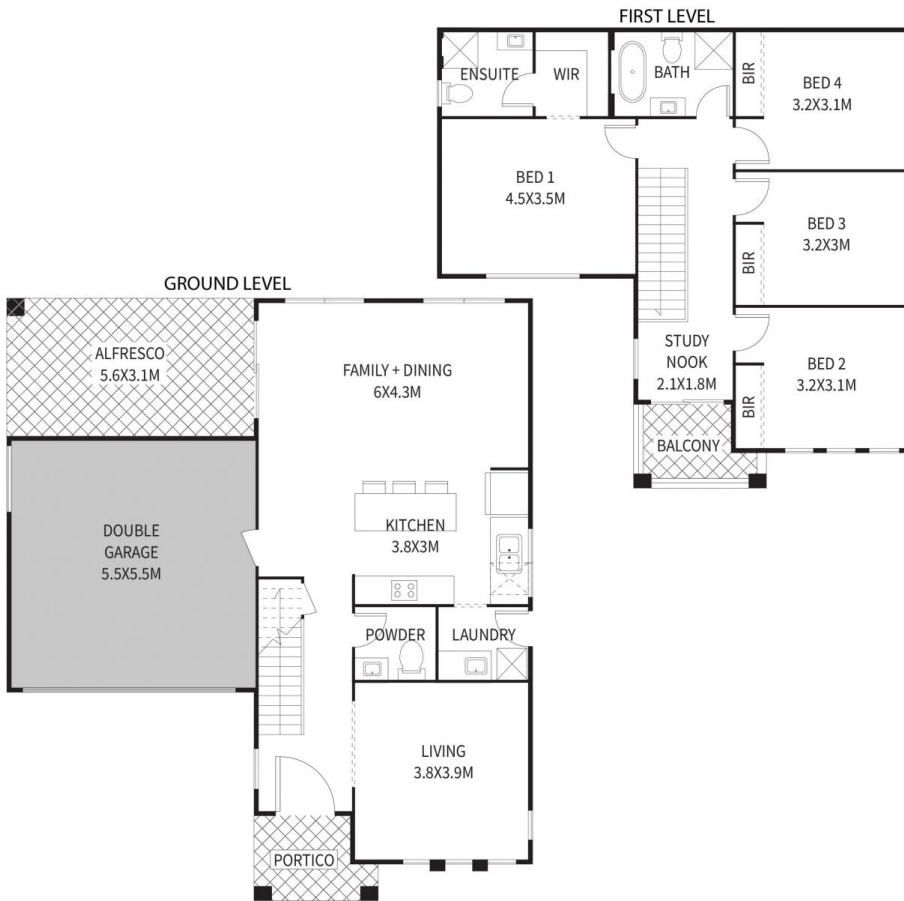 FIRST LEVEL
ENSUITE
WIR
BATH
BIR
BED 4
3.2X3.1M
BED 1
4.5X3.5M
BED 3
3.2X3M
BIR
STUDY
NOOK
2.1X1.8M
BED 2
3.2X3.1M
BIR
BALCONY
GROUND LEVEL
ALFRESCO
5.6X3.1M
FAMILY + DINING
6X4.3M
DOUBLE
GARAGE
5.5X5.5M
KITCHEN
3.8X3M
POWDER
LAUNDRY
LIVING
3.8X3.9M
PORTICO